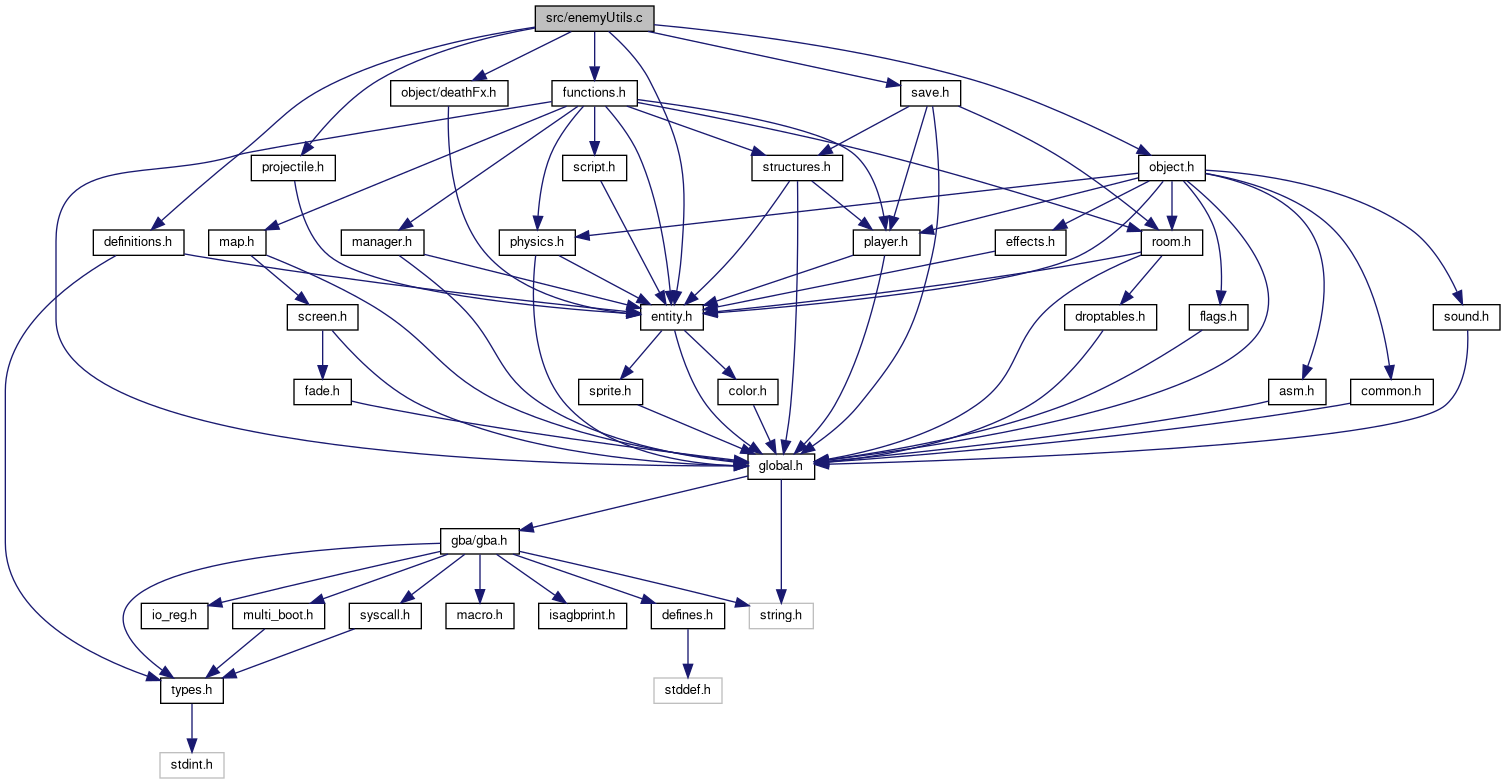 src/enemyUtils.c
object/deathFx.h
functions.h
save.h
projectile.h
script.h
structures.h
object.h
definitions.h
map.h
manager.h
physics.h
player.h
effects.h
room.h
screen.h
entity.h
droptables.h
flags.h
sound.h
fade.h
sprite.h
color.h
asm.h
common.h
global.h
gba/gba.h
io_reg.h
multi_boot.h
syscall.h
macro.h
isagbprint.h
defines.h
string.h
types.h
stddef.h
stdint.h